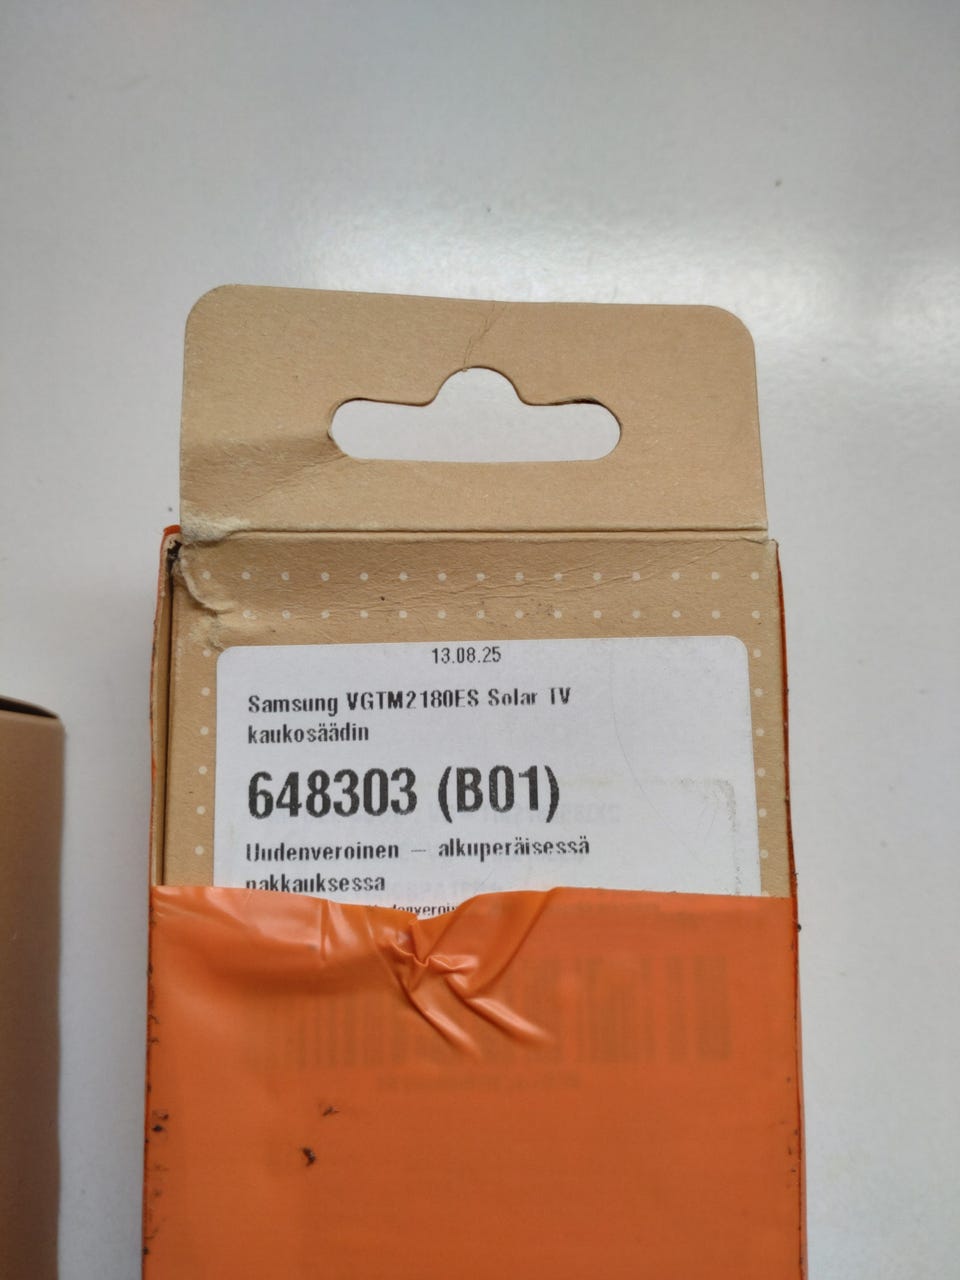 13.08.25
Samsung VGTM2180ES Solar TV
kaukosäädin
648303 (B01)
Uudenveroinen — alkuperäisessä
pakkauksessa